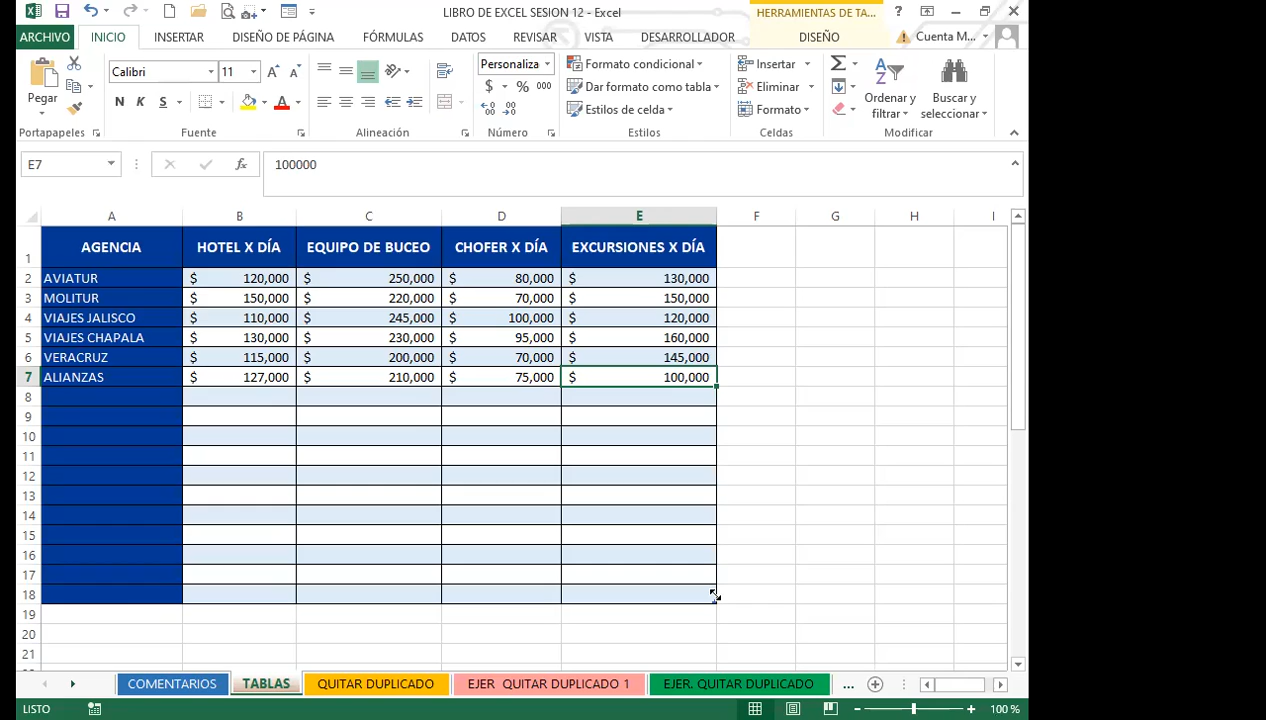 LIBRO DE EXCEL SESION 12 - Excel
HERRAMIENTAS DE TA...
ARCHIVO INICIO INSERTAR DISEÑO DE PÁGINA FÓRMULAS DATOS REVISAR VISTA DESARROLLADOR DISEÑO Cuenta M...
Pegar
Portapapeles
Calibri 11
N K S
Fuente
Alineación
Personaliza
$ % 000
Número
Formato condicional
Dar formato como tabla
Estilos de celda
Estilos
Insertar
Eliminar
Formato
Celdas
Ordenar y filtrar
Buscar y seleccionar
Modificar
E7 fx 100000
A B C D E F G H I
1 AGENCIA HOTEL X DÍA EQUIPO DE BUCEO CHOFER X DÍA EXCURSIONES X DÍA
2 AVIATUR $ 120,000 $ 250,000 $ 80,000 $ 130,000
3 MOLITUR $ 150,000 $ 220,000 $ 70,000 $ 150,000
4 VIAJES JALISCO $ 110,000 $ 245,000 $ 100,000 $ 120,000
5 VIAJES CHAPALA $ 130,000 $ 230,000 $ 95,000 $ 160,000
6 VERACRUZ $ 115,000 $ 200,000 $ 70,000 $ 145,000
7 ALIANZAS $ 127,000 $ 210,000 $ 75,000 $ 100,000
8
9
10
11
12
13
14
15
16
17
18
19
20
21
COMENTARIOS TABLAS QUITAR DUPLICADO EJER QUITAR DUPLICADO 1 EJER. QUITAR DUPLICADO ...
LISTO 100 %